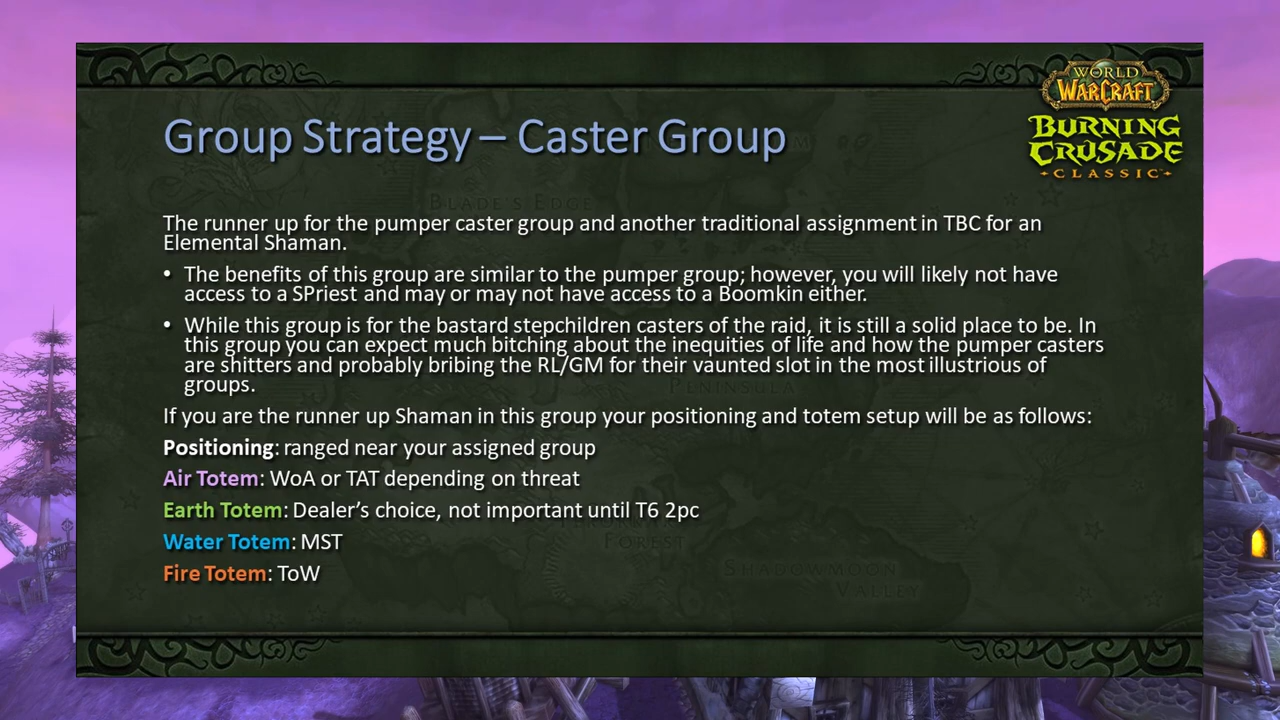 WORLD
WARCRAFT
BURNING
CRUSADE
CLASSIC
Group Strategy – Caster Group
BLADE'S EDGE
The runner up for the pumper caster group and another traditional assignment in TBC for an
Elemental Shaman.
• The benefits of this group are similar to the pumper group; however, you will likely not have
access to a SPriest and may or may not have access to a Boomkin either.
• While this group is for the bastard stepchildren casters of the raid, it is still a solid place to be. In
this group you can expect much bitching about the inequities of life and how the pumper casters
are shitters and probably bribing the RL/GM for their vaunted slot in the most illustrious of
groups.
PENINSULA
If you are the runner up Shaman in this group your positioning and totem setup will be as follows:
Positioning: ranged near your assigned group
Air Totem: WoA or TAT depending on threat
Earth Totem: Dealer's choice, not important until T6 2pc
Water Totem: MST
FOREST
Fire Totem: ToW
SHADOWMOON
VALLEY